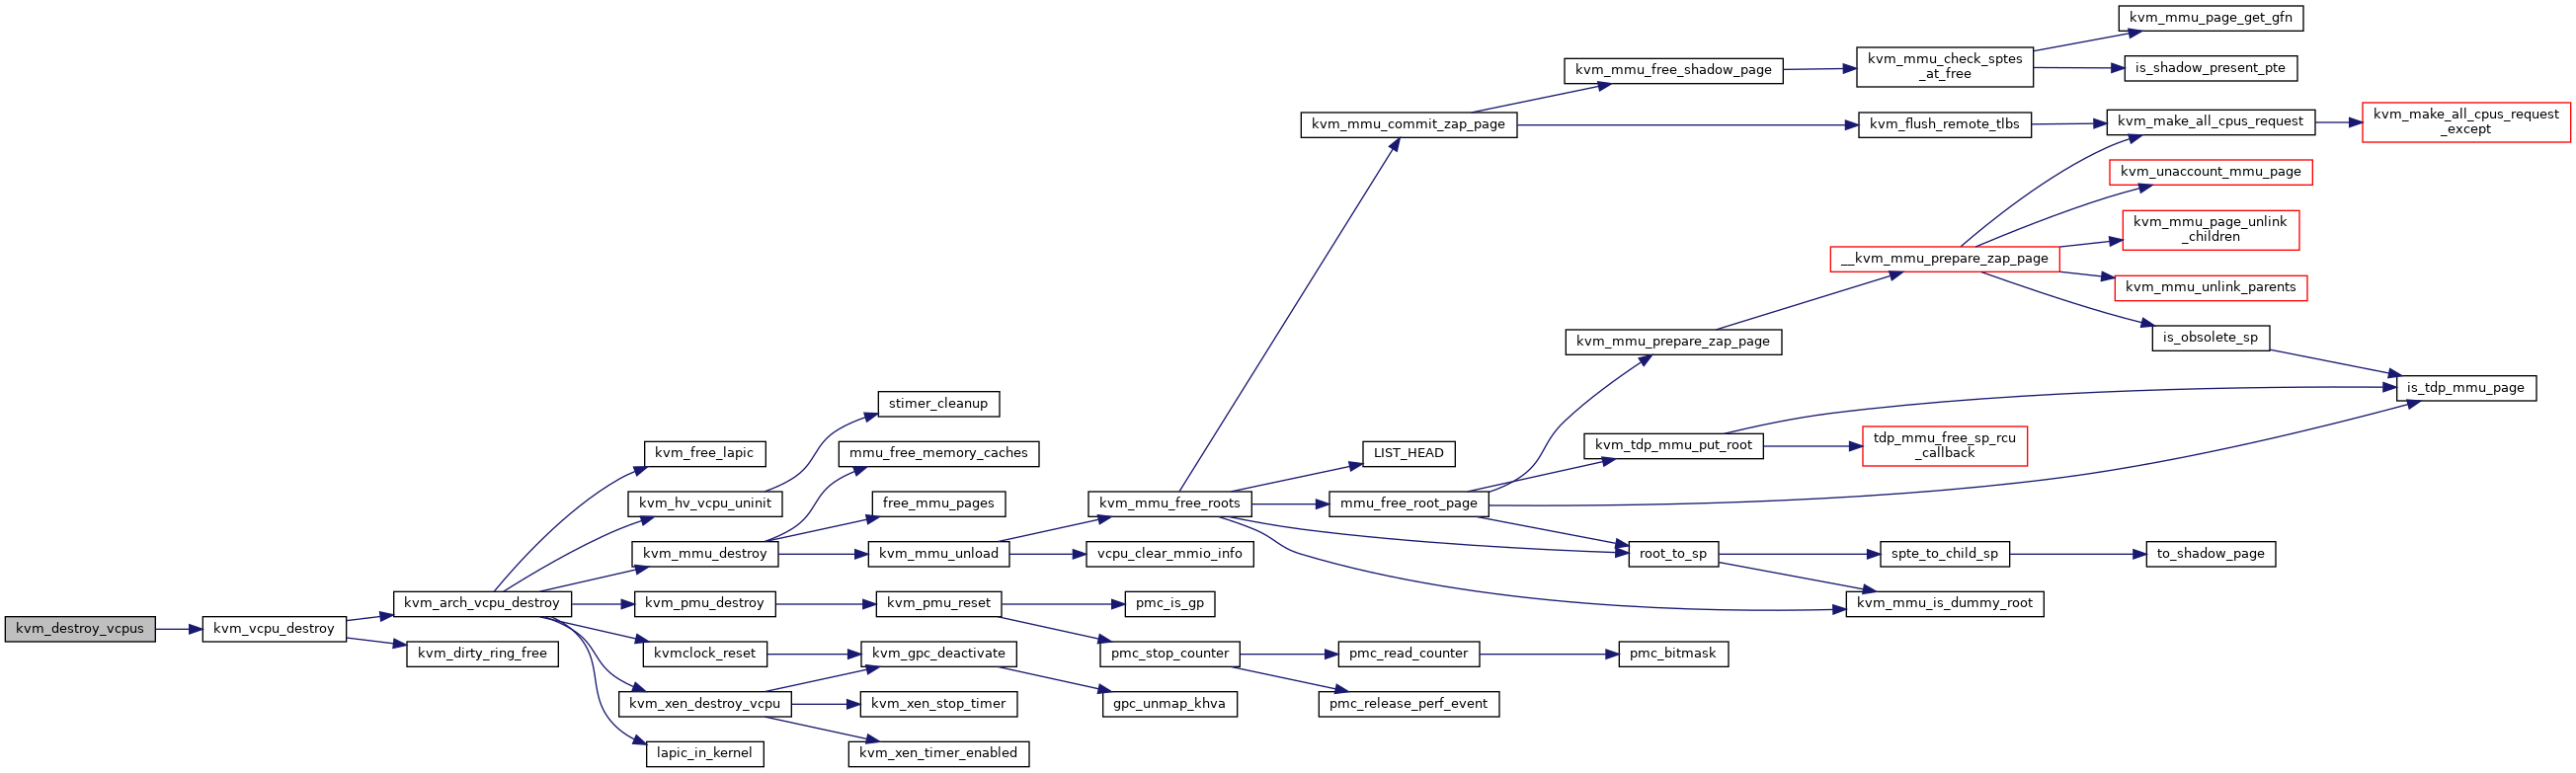 kvm_mmu_page_get_gfn
kvm_mmu_check_sptes
_at_free
kvm_mmu_free_shadow_page
is_shadow_present_pte
kvm_mmu_commit_zap_page
kvm_flush_remote_tlbs
kvm_make_all_cpus_request
kvm_make_all_cpus_request
_except
kvm_unaccount_mmu_page
kvm_mmu_page_unlink
_children
__kvm_mmu_prepare_zap_page
kvm_mmu_unlink_parents
kvm_mmu_prepare_zap_page
is_obsolete_sp
is_tdp_mmu_page
stimer_cleanup
kvm_free_lapic
mmu_free_memory_caches
LIST_HEAD
kvm_tdp_mmu_put_root
tdp_mmu_free_sp_rcu
_callback
kvm_hv_vcpu_uninit
free_mmu_pages
kvm_mmu_free_roots
mmu_free_root_page
kvm_mmu_destroy
kvm_mmu_unload
vcpu_clear_mmio_info
root_to_sp
spte_to_child_sp
to_shadow_page
kvm_arch_vcpu_destroy
kvm_pmu_destroy
kvm_pmu_reset
pmc_is_gp
kvm_mmu_is_dummy_root
kvm_destroy_vcpus
kvm_vcpu_destroy
kvm_dirty_ring_free
kvmclock_reset
kvm_gpc_deactivate
pmc_stop_counter
pmc_read_counter
pmc_bitmask
kvm_xen_destroy_vcpu
kvm_xen_stop_timer
gpc_unmap_khva
pmc_release_perf_event
lapic_in_kernel
kvm_xen_timer_enabled